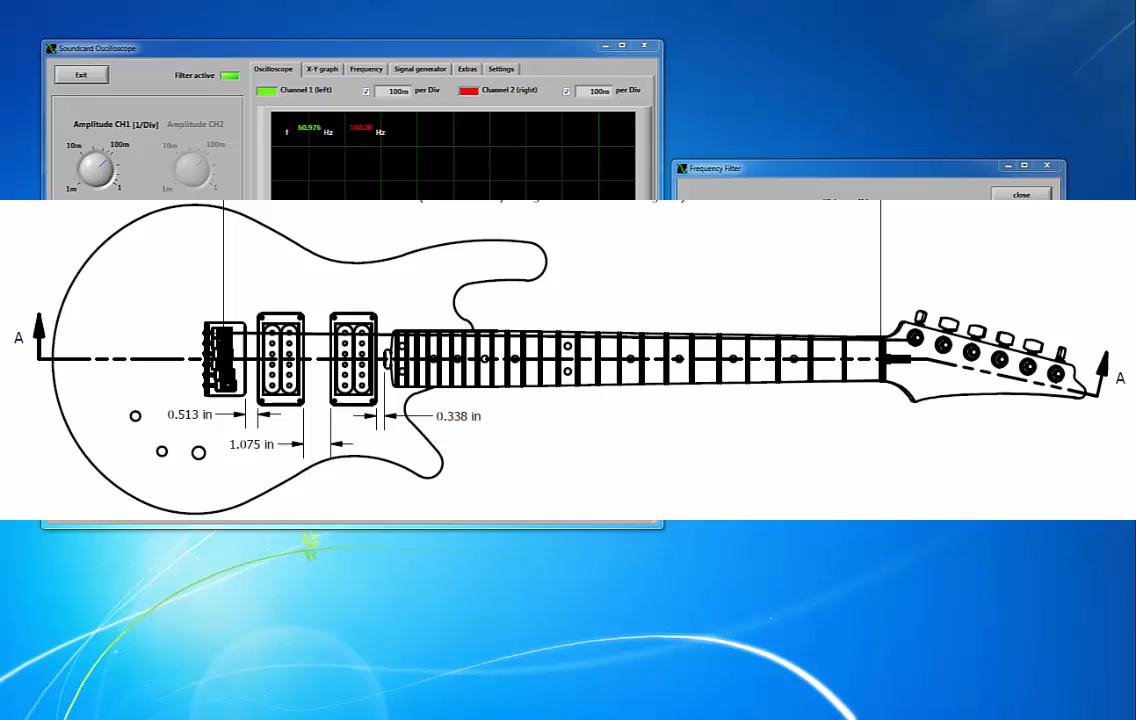 Soundcard Oscilloscope
Exit
Filter active
Oscilloscope X-Y graph Frequency Signal generator Extras Settings
Channel 1 (left) 100m per Div Channel 2 (right) 100m per Div
Amplitude CH1 [1/Div] Amplitude CH2
10m 100m 10m 100m
1m 1 1m 1
f 60.976 Hz Hz
Frequency Filter
close
A
A
0.513 in
0.338 in
1.075 in